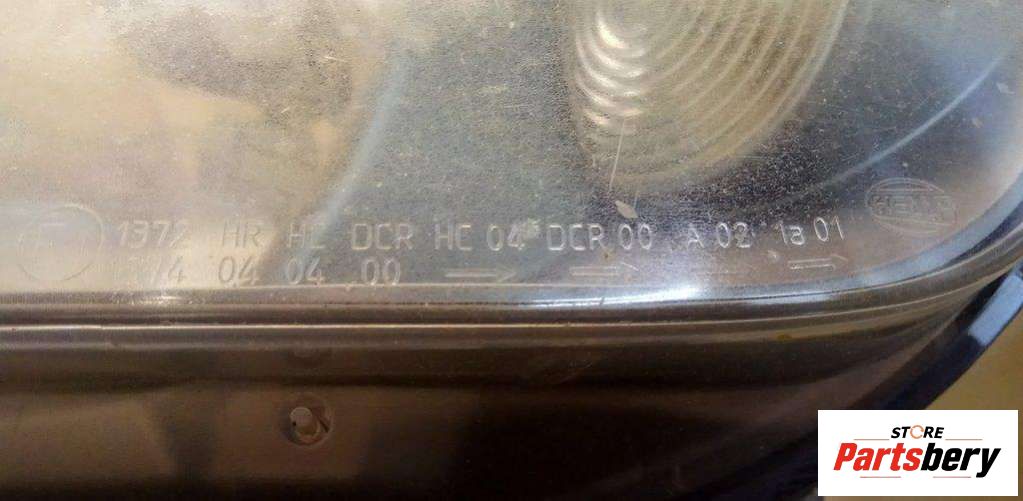 1372 HR HC DCR HC 04 DCR 00 A 02 1a 01
04 04 00
HELLA
STORE
Partsbery